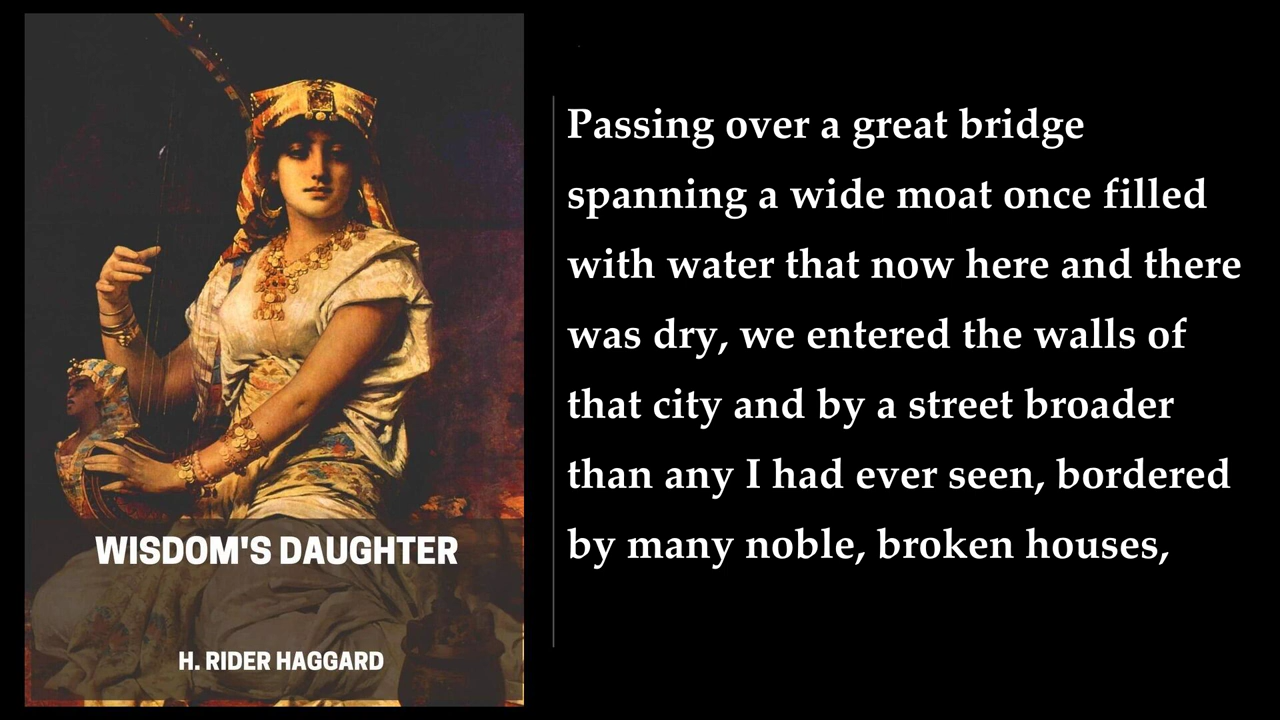 WISDOM'S DAUGHTER
H. RIDER HAGGARD
Passing over a great bridge
spanning a wide moat once filled
with water that now here and there
was dry, we entered the walls of
that city and by a street broader
than any I had ever seen, bordered
by many noble, broken houses,